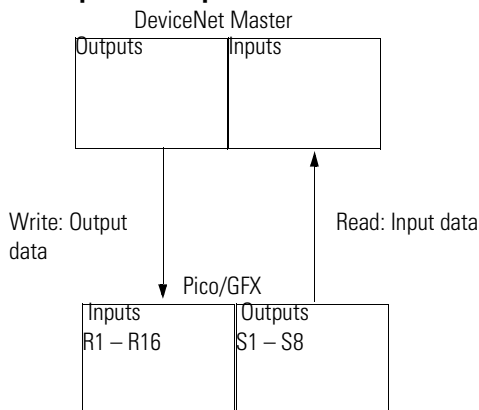 DeviceNet Master
Outputs
Inputs
Write: Output
data
Read: Input data
Pico/GFX
Inputs
R1 – R16
Outputs
S1 – S8